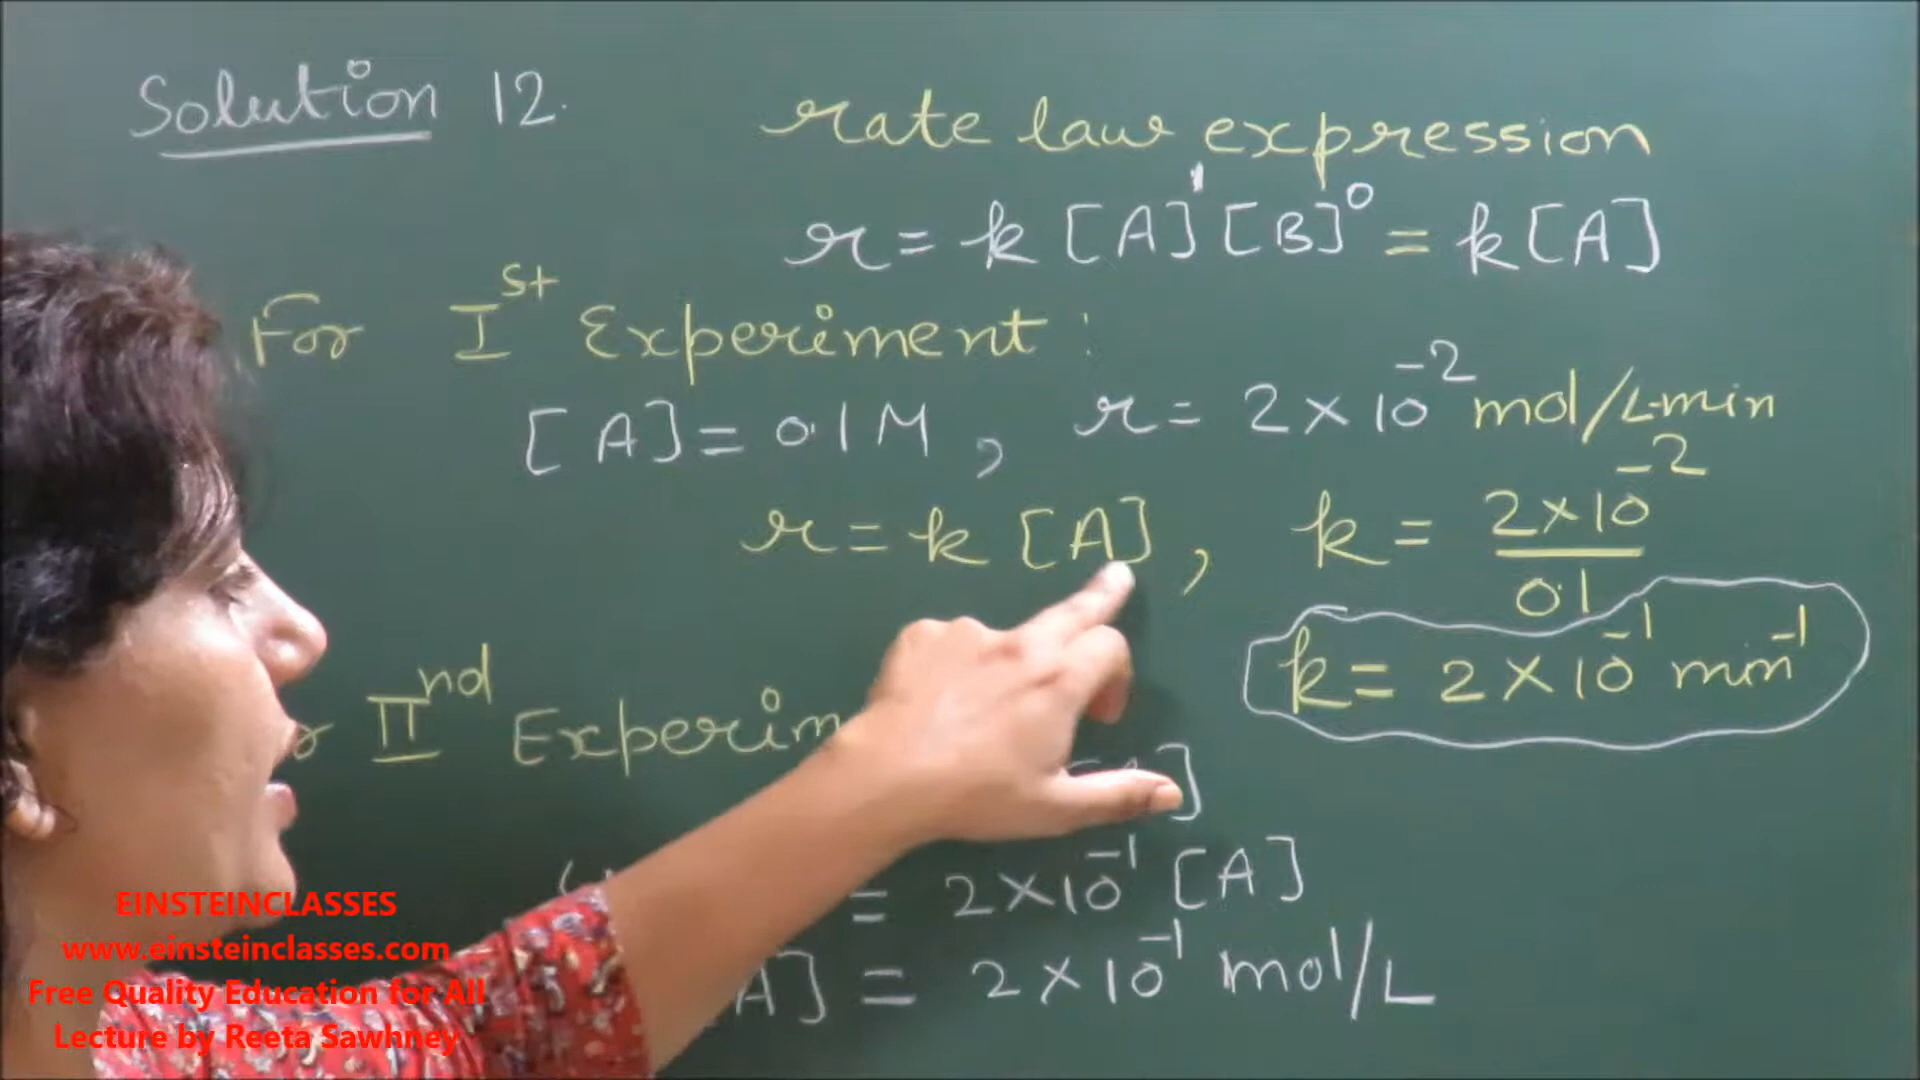 Solution 12.
rate law expression
r = k [A]¹ [B]⁰ = k [A]
For Iˢᵗ Experiment :
[A] = 0.1 M , r = 2 × 10⁻² mol/L-min
r = k [A] , k = 2×10⁻² / 0.1
k = 2 × 10⁻¹ min⁻¹
IIⁿᵈ Experim
= 2×10⁻¹ [A]
A] = 2 × 10⁻¹ mol/L
EINSTEINCLASSES
www.einsteinclasses.com
Free Quality Education for All
Lecture by Reeta Sawhney